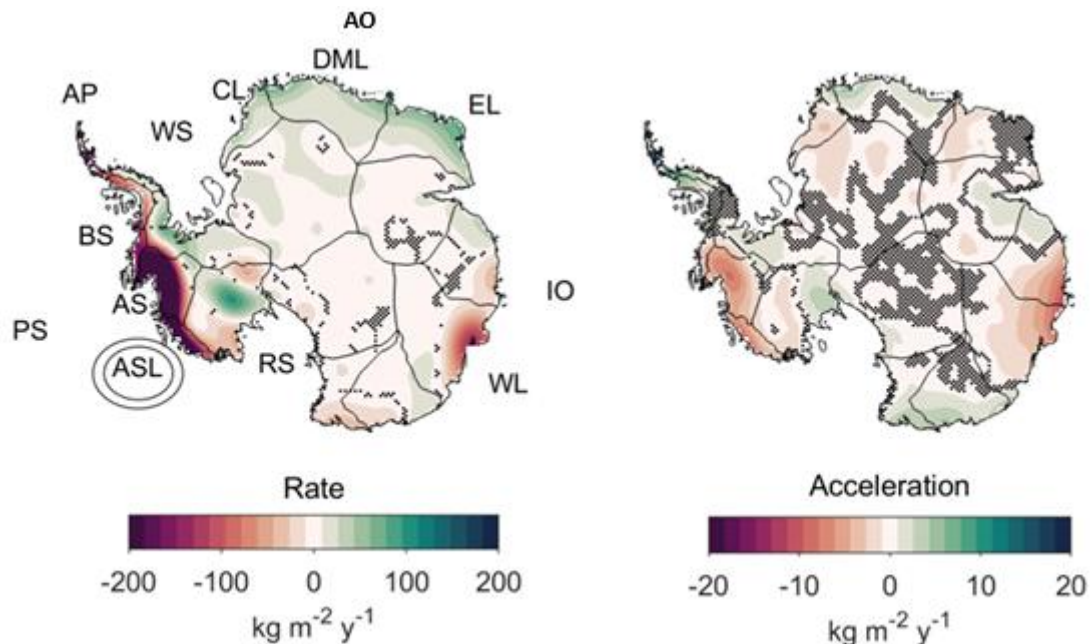 AO
DML
AP
CL
EL
WS
BS
AS
IO
PS
ASL
RS
WL
Rate
-200 -100 0 100 200
kg m⁻² y⁻¹
Acceleration
-20 -10 0 10 20
kg m⁻² y⁻¹